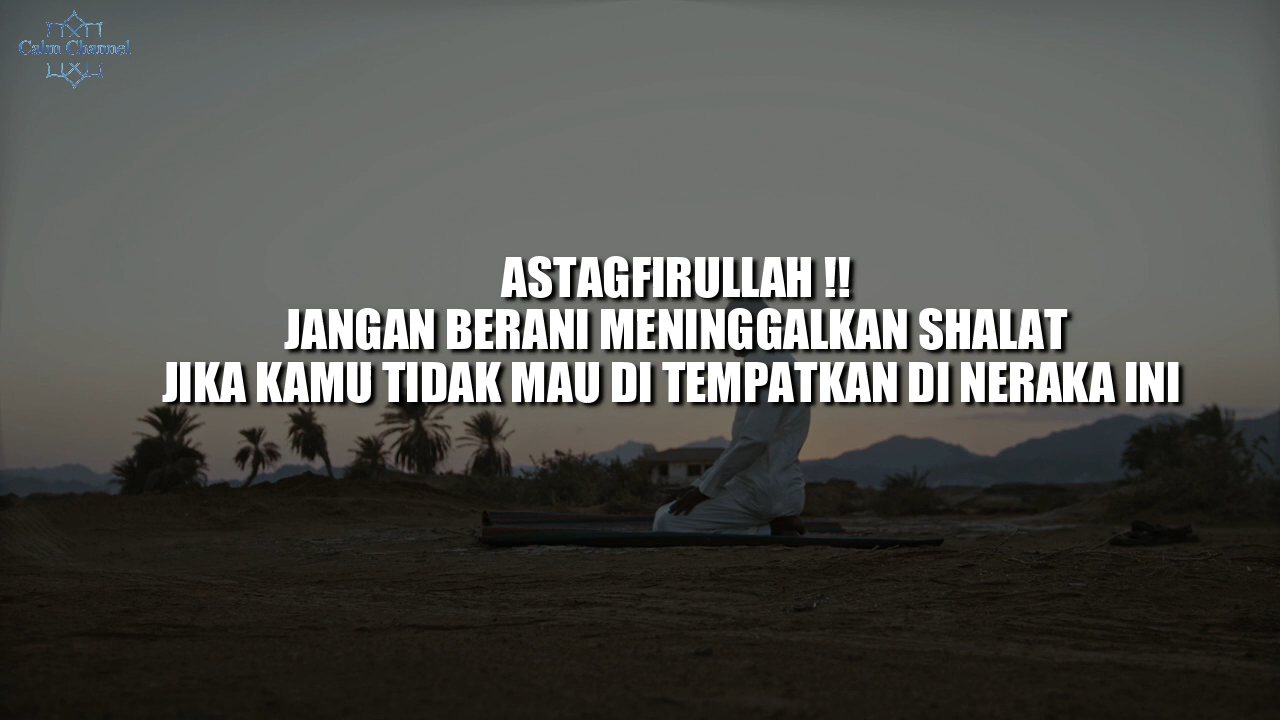 Calm Channel
ASTAGFIRULLAH !!
JANGAN BERANI MENINGGALKAN SHALAT
JIKA KAMU TIDAK MAU DI TEMPATKAN DI NERAKA INI